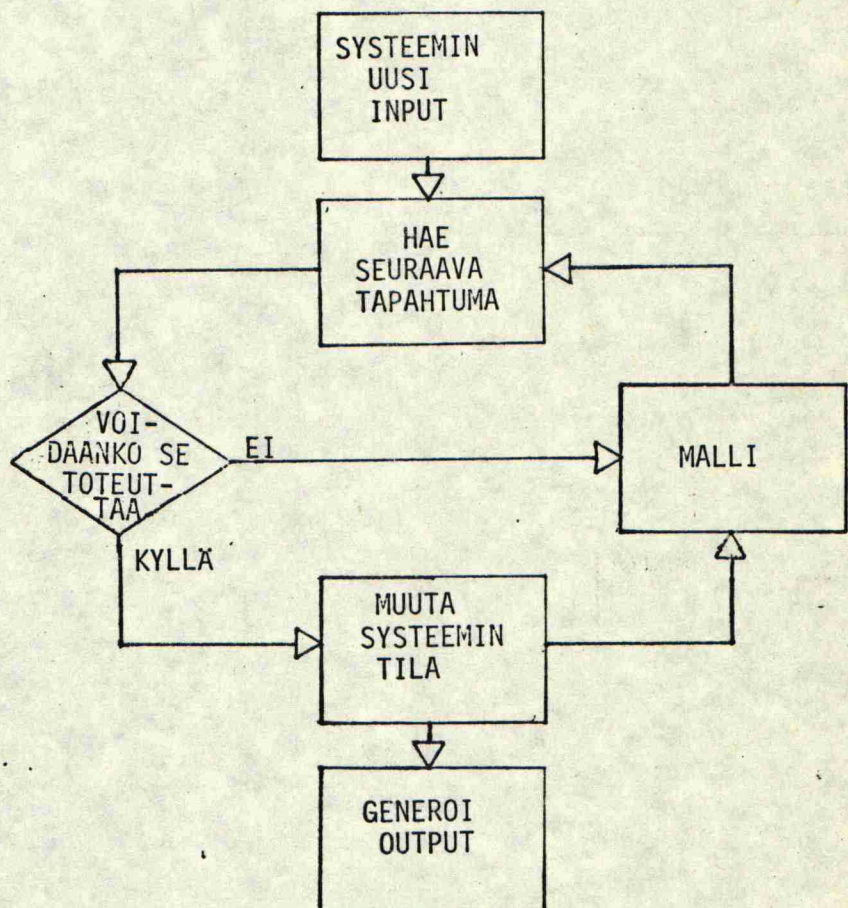 SYSTEEMIN
UUSI
INPUT
HAE
SEURAAVA
TAPAHTUMA
VOI-
DAANKO SE
TOTEUT-
TAA
EI
MALLI
KYLLÄ
MUUTA
SYSTEEMIN
TILA
GENEROI
OUTPUT